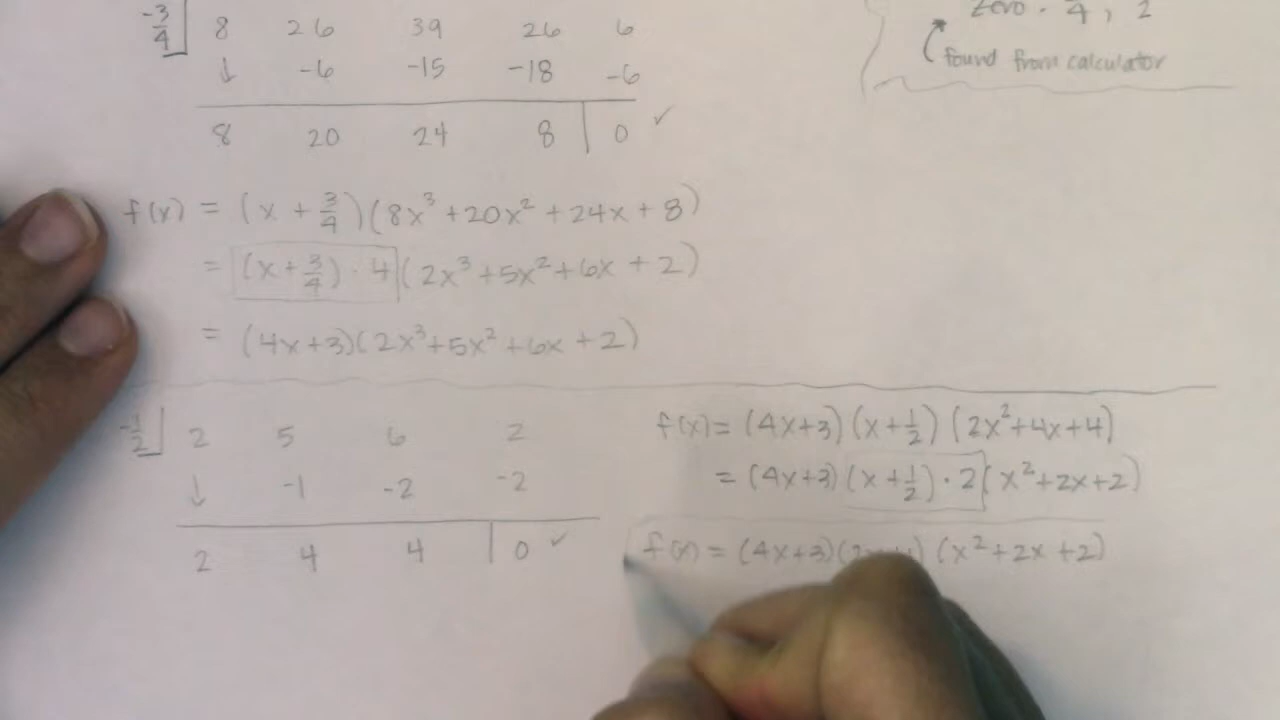 -3/4 8 26 39 26 6
↓ -6 -15 -18 -6
8 20 24 8 0 ✓
zero: 4, 2
found from calculator
f(x) = (x + 3/4)(8x³ + 20x² + 24x + 8)
= (x + 3/4) · 4 (2x³ + 5x² + 6x + 2)
= (4x+3)(2x³ + 5x² + 6x + 2)
-1/2 2 5 6 2
↓ -1 -2 -2
2 4 4 0 ✓
f(x) = (4x+3)(x + 1/2)(2x² + 4x + 4)
= (4x+3)(x + 1/2) · 2 (x² + 2x + 2)
f(x) = (4x+3)( (x² + 2x + 2)